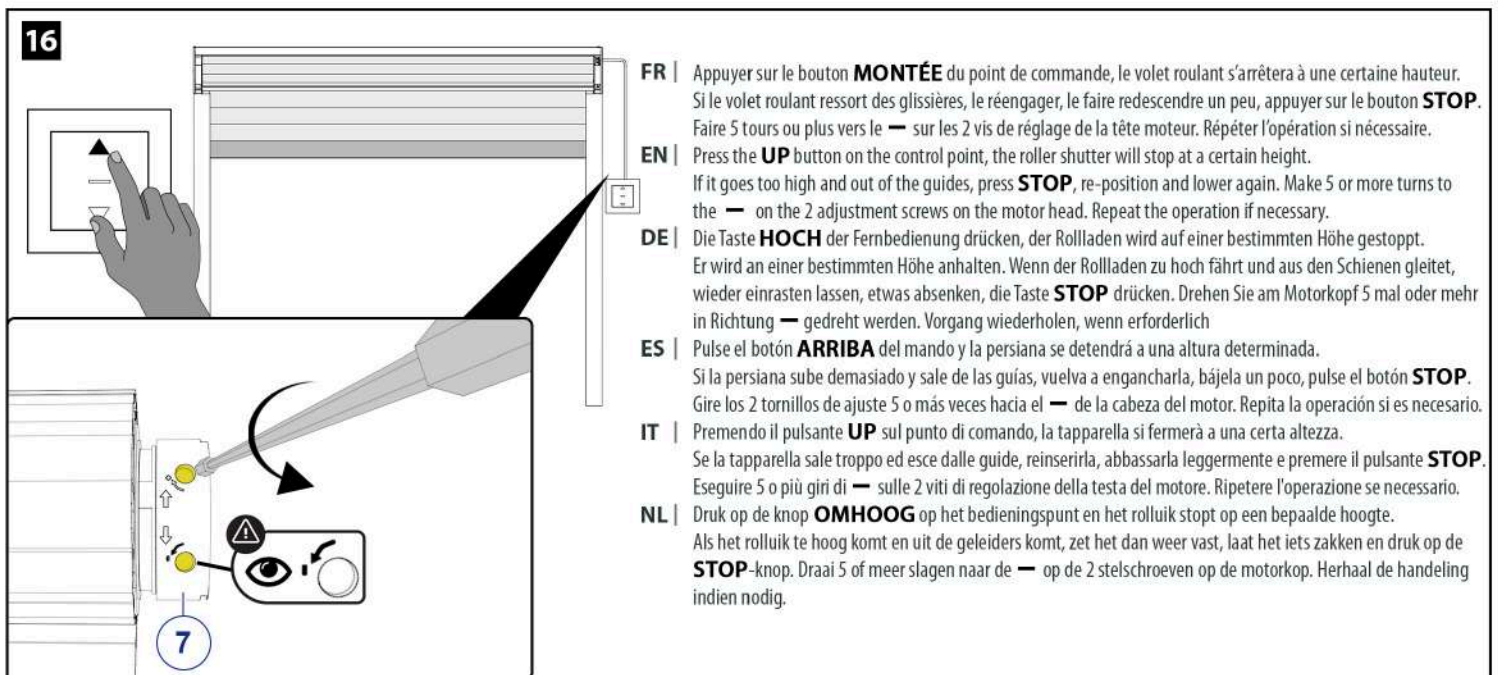 16
FR | Appuyer sur le bouton MONTÉE du point de commande, le volet roulant s’arrêtera à une certaine hauteur.
Si le volet roulant ressort des glissières, le réengager, le faire redescendre un peu, appuyer sur le bouton STOP.
Faire 5 tours ou plus vers le — sur les 2 vis de réglage de la tête moteur. Répéter l’opération si nécessaire.
EN | Press the UP button on the control point, the roller shutter will stop at a certain height.
If it goes too high and out of the guides, press STOP, re-position and lower again. Make 5 or more turns to
the — on the 2 adjustment screws on the motor head. Repeat the operation if necessary.
DE | Die Taste HOCH der Fernbedienung drücken, der Rollladen wird auf einer bestimmten Höhe gestoppt.
Er wird an einer bestimmten Höhe anhalten. Wenn der Rollladen zu hoch fährt und aus den Schienen gleitet,
wieder einrasten lassen, etwas absenken, die Taste STOP drücken. Drehen Sie am Motorkopf 5 mal oder mehr
in Richtung — gedreht werden. Vorgang wiederholen, wenn erforderlich
ES | Pulse el botón ARRIBA del mando y la persiana se detendrá a una altura determinada.
Si la persiana sube demasiado y sale de las guías, vuelva a engancharla, bájela un poco, pulse el botón STOP.
Gire los 2 tornillos de ajuste 5 o más veces hacia el — de la cabeza del motor. Repita la operación si es necesario.
IT | Premendo il pulsante UP sul punto di comando, la tapparella si fermerà a una certa altezza.
Se la tapparella sale troppo ed esce dalle guide, reinserirla, abbassarla leggermente e premere il pulsante STOP.
Eseguire 5 o più giri di — sulle 2 viti di regolazione della testa del motore. Ripetere l'operazione se necessario.
NL | Druk op de knop OMHOOG op het bedieningspunt en het rolluik stopt op een bepaalde hoogte.
Als het rolluik te hoog komt en uit de geleiders komt, zet het dan weer vast, laat het iets zakken en druk op de
STOP-knop. Draai 5 of meer slagen naar de — op de 2 stelschroeven op de motorkop. Herhaal de handeling
indien nodig.
7